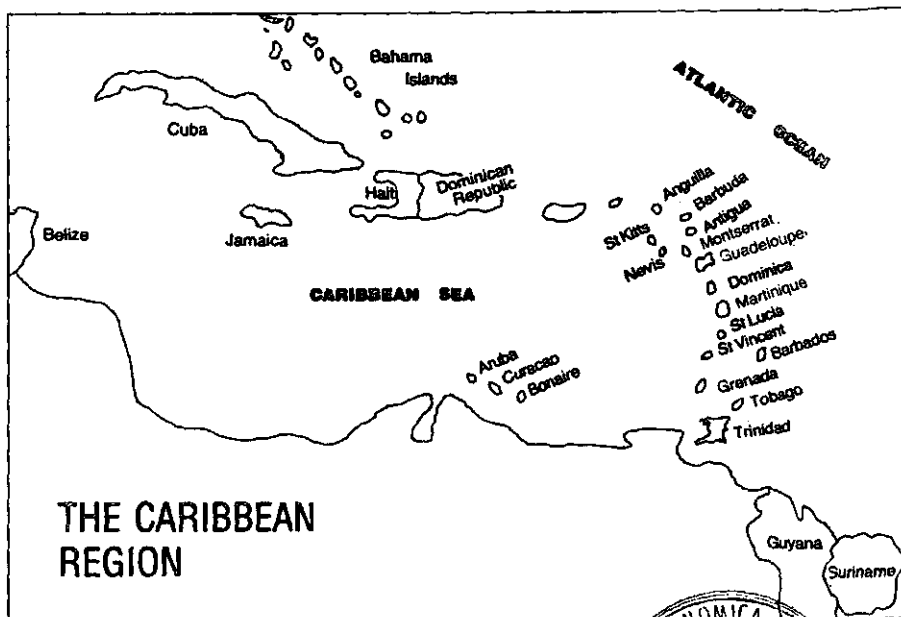 Bahama
Islands
ATLANTIC OCEAN
Cuba
Haiti
Dominican
Republic
Anguilla
Barbuda
Antigua
St Kitts
Montserrat
Nevis
Guadeloupe
Belize
Jamaica
CARIBBEAN SEA
Dominica
Martinique
St Lucia
St Vincent
Barbados
Aruba
Curacao
Bonaire
Grenada
Tobago
Trinidad
THE CARIBBEAN
REGION
Guyana
Suriname